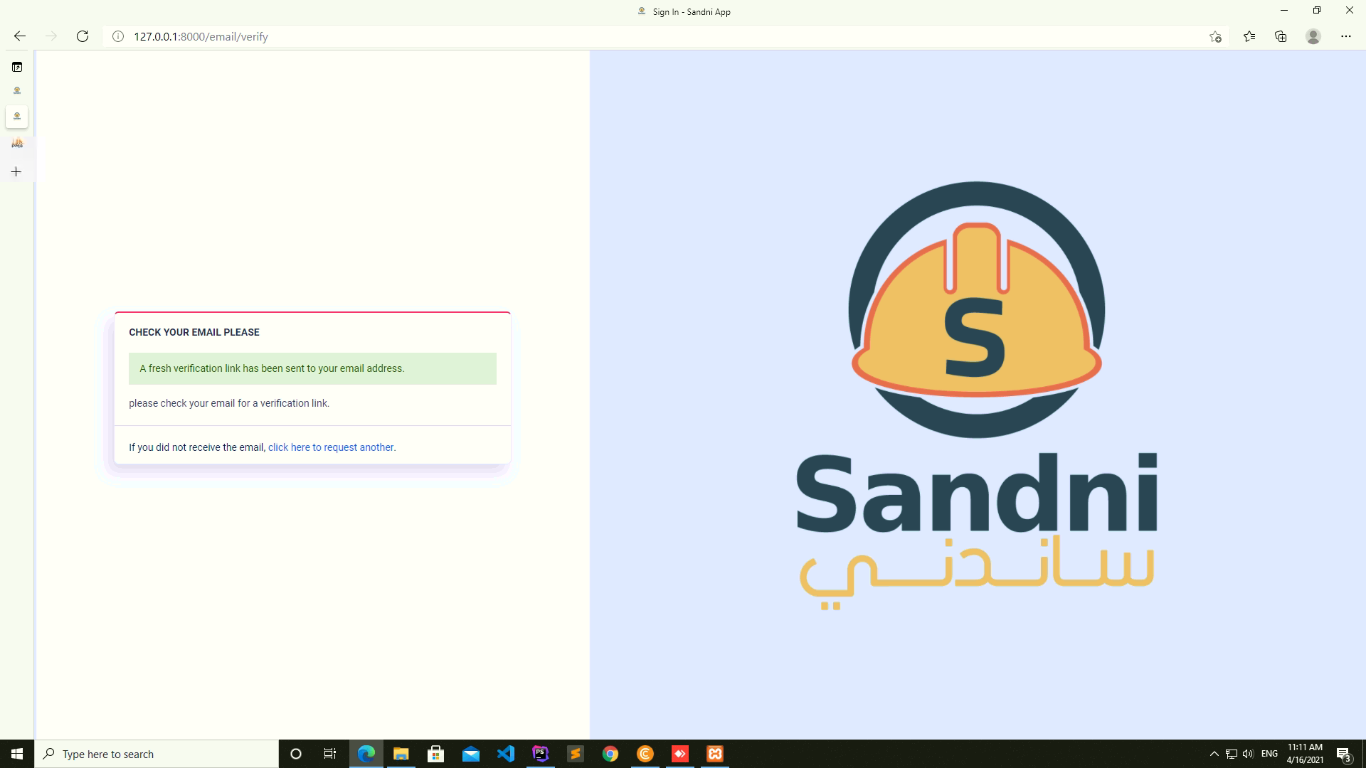 Sign In - Sandni App
127.0.0.1:8000/email/verify
CHECK YOUR EMAIL PLEASE
A fresh verification link has been sent to your email address.
please check your email for a verification link.
If you did not receive the email, click here to request another.
S
Sandni
ساندني
Type here to search
PS
ENG
11:11 AM
4/16/2021
3